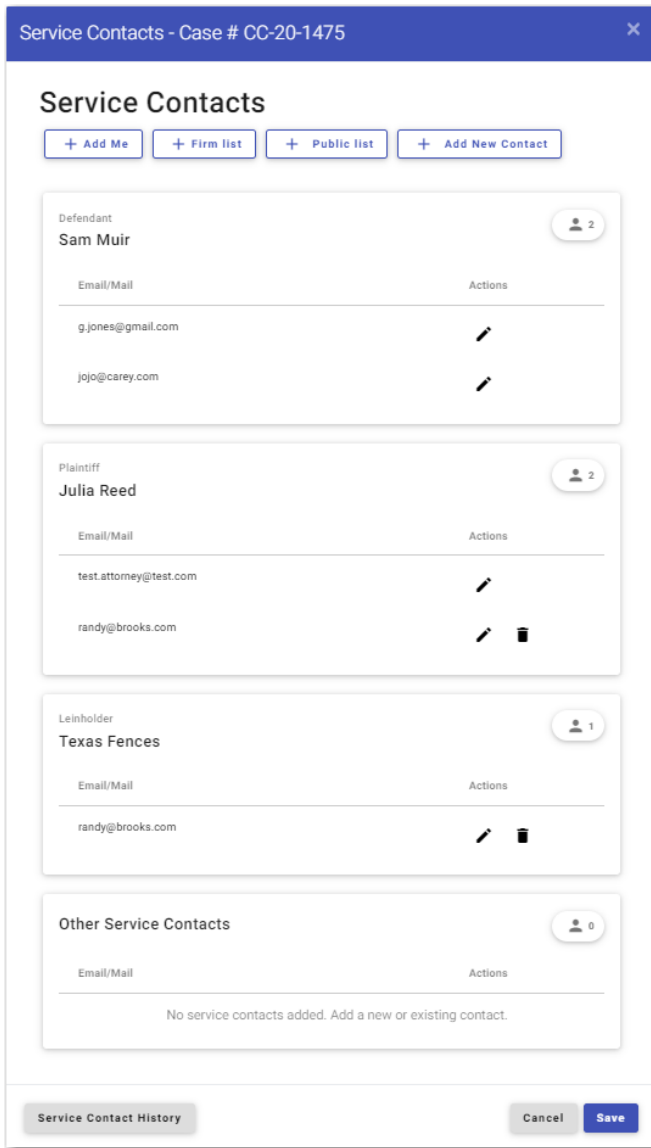 Service Contacts - Case # CC-20-1475 ×
Service Contacts
+ Add Me + Firm list + Public list + Add New Contact
Defendant
Sam Muir 2
Email/Mail Actions
g.jones@gmail.com
jojo@carey.com
Plaintiff
Julia Reed 2
Email/Mail Actions
test.attorney@test.com
randy@brooks.com
Leinholder
Texas Fences 1
Email/Mail Actions
randy@brooks.com
Other Service Contacts 0
Email/Mail Actions
No service contacts added. Add a new or existing contact.
Service Contact History Cancel Save